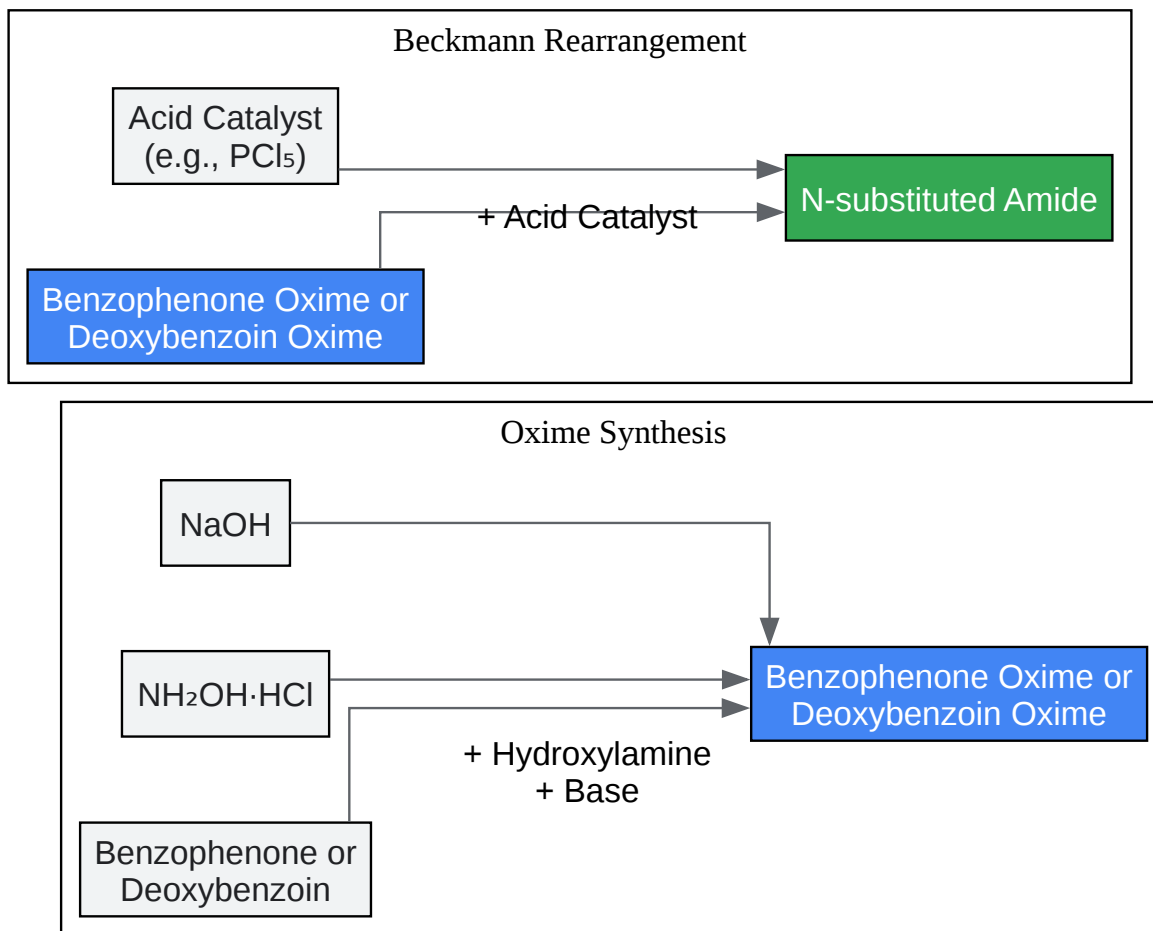 Beckmann Rearrangement
Acid Catalyst
(e.g., PCl₅)
N-substituted Amide
+ Acid Catalyst
Benzophenone Oxime or
Deoxybenzoin Oxime
Oxime Synthesis
NaOH
NH₂OH·HCl
Benzophenone Oxime or
Deoxybenzoin Oxime
+ Hydroxylamine
+ Base
Benzophenone or
Deoxybenzoin